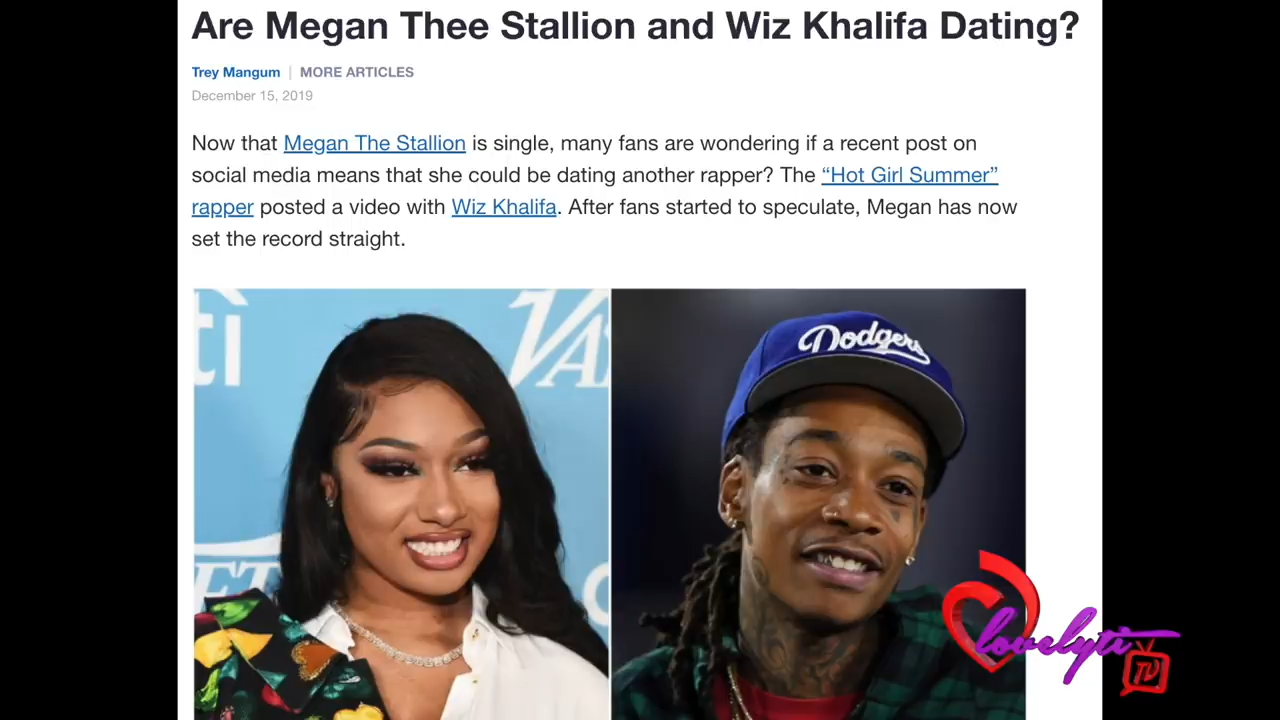 Are Megan Thee Stallion and Wiz Khalifa Dating?
Trey Mangum | MORE ARTICLES
December 15, 2019
Now that Megan The Stallion is single, many fans are wondering if a recent post on
social media means that she could be dating another rapper? The “Hot Girl Summer”
rapper posted a video with Wiz Khalifa. After fans started to speculate, Megan has now
set the record straight.
tî
VA
Dodgers
ET
lovelyti
TV